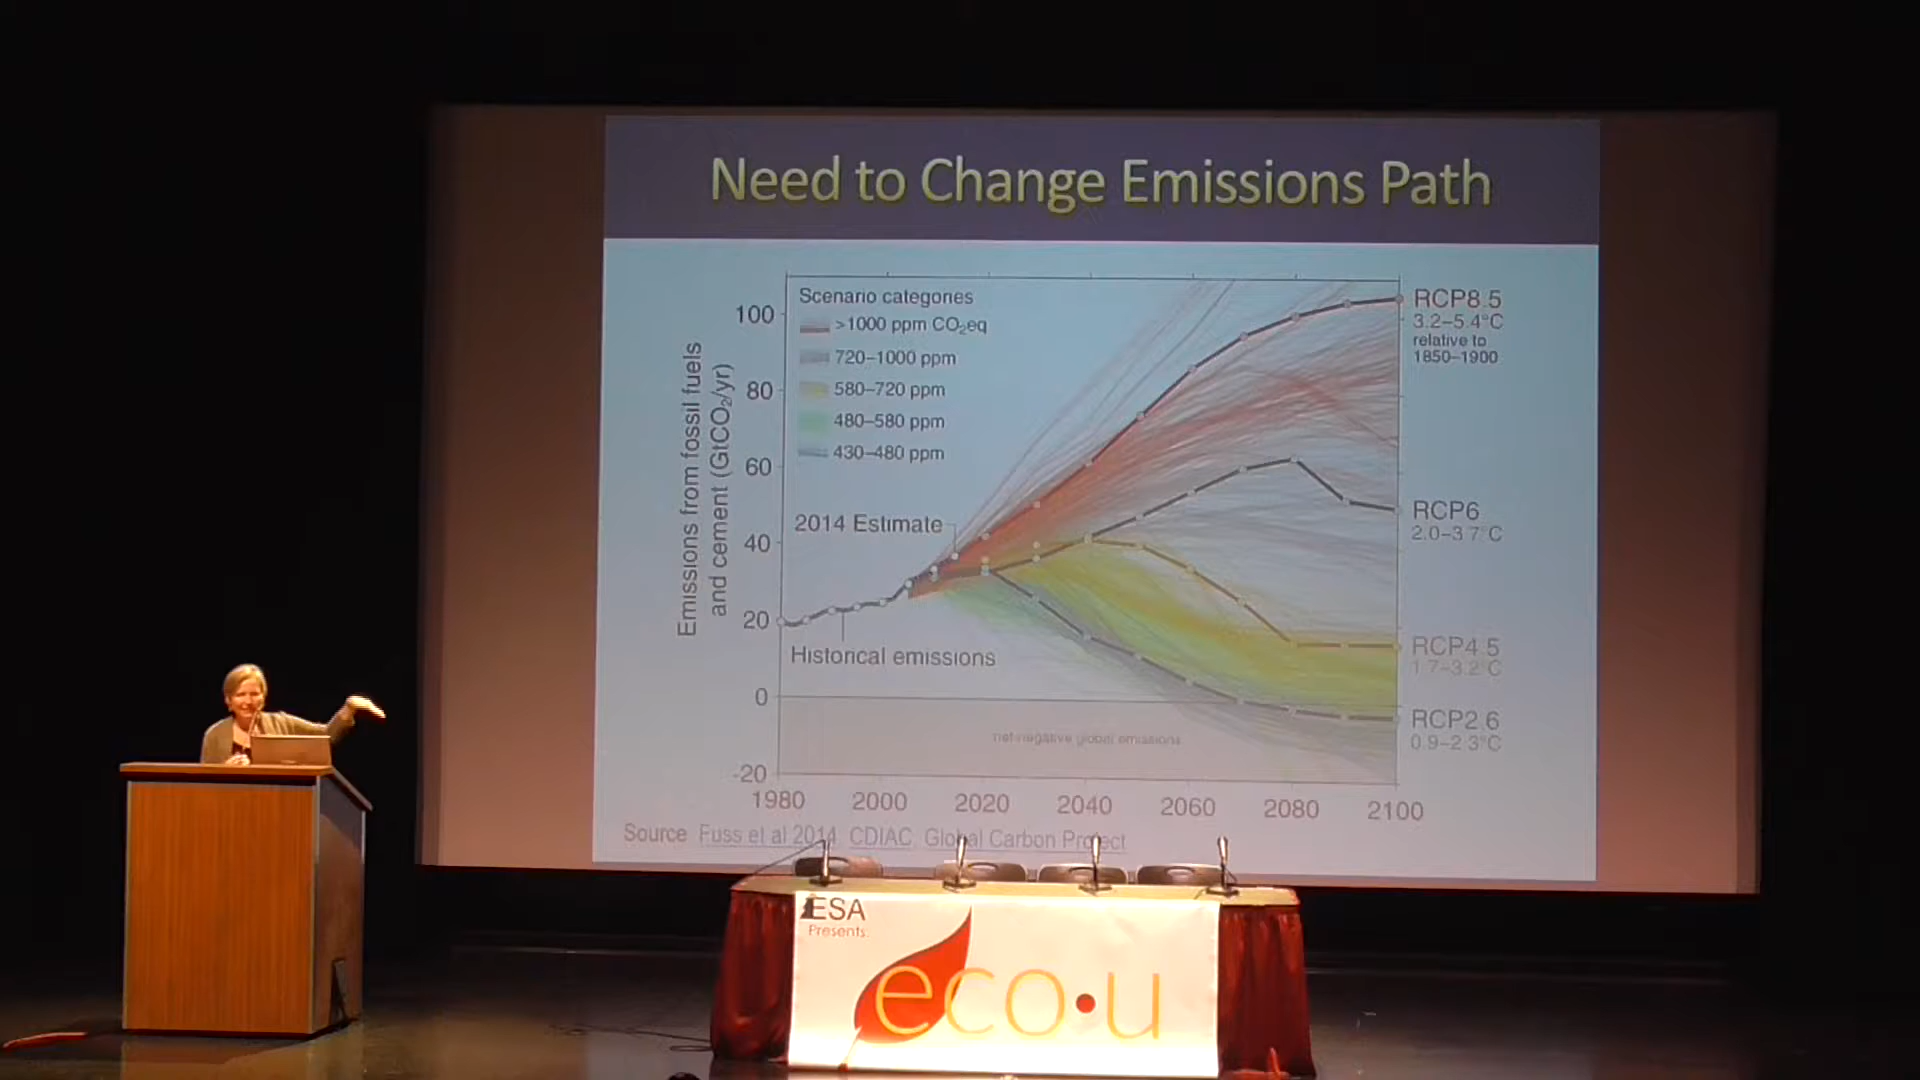 Need to Change Emissions Path
Scenario categories
>1000 ppm CO₂eq
720–1000 ppm
580–720 ppm
480–580 ppm
430–480 ppm
Emissions from fossil fuels
and cement (GtCO₂/yr)
100
80
60
40
20
0
-20
2014 Estimate
Historical emissions
net-negative global emissions
RCP8.5
3.2–5.4°C
relative to
1850–1900
RCP6
2.0–3.7°C
RCP4.5
1.7–3.2°C
RCP2.6
0.9–2.3°C
1980 2000 2020 2040 2060 2080 2100
Source Fuss et al 2014, CDIAC, Global Carbon Project
ESA
Presents:
eco•u